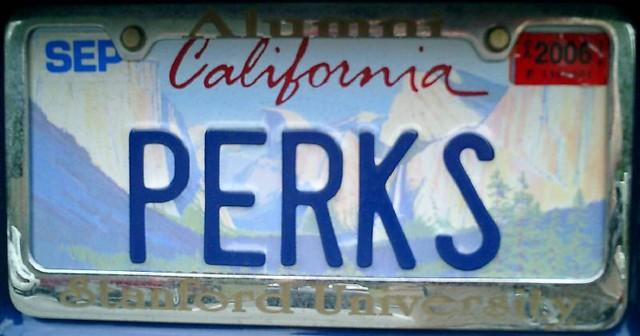 Alumni
SEP California 2006
PERKS
Stanford University